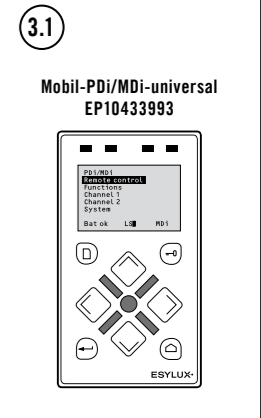 3.1
Mobil-PDi/MDi-universal
EP10433993
PDi/MDi
Remote control
Functions
Channel 1
Channel 2
System
Bat ok LS MDi
ESYLUX